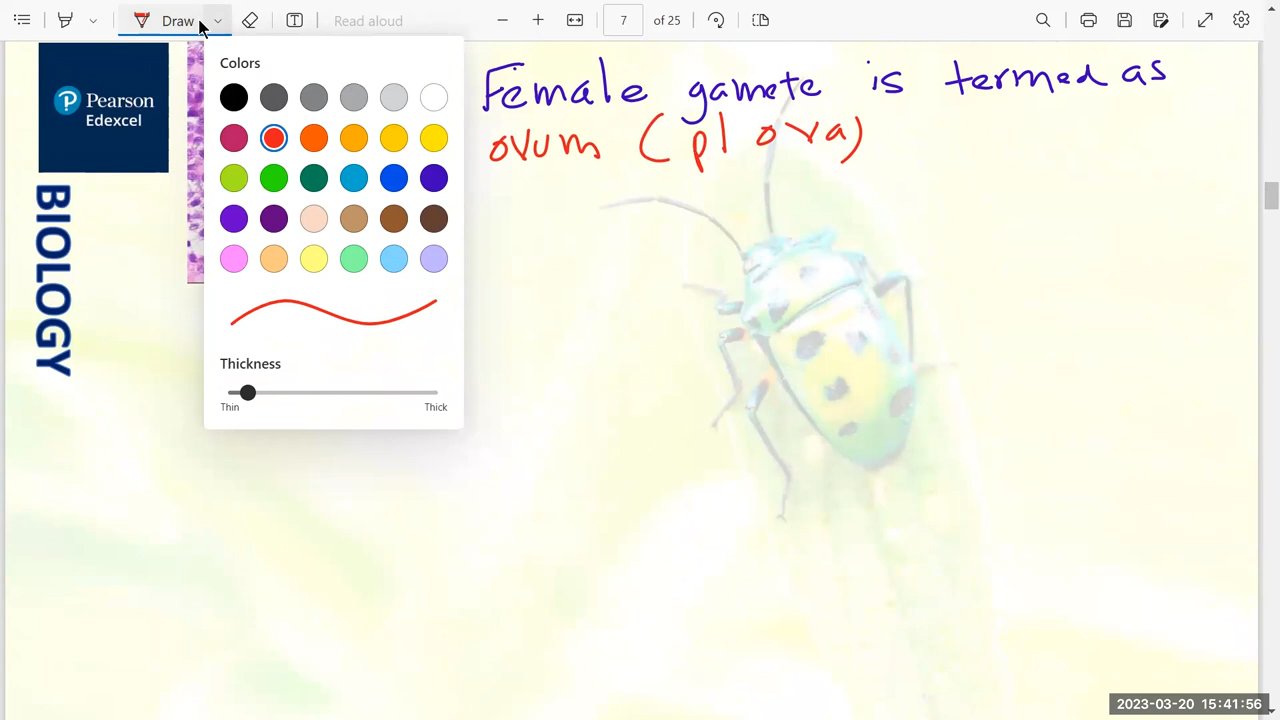 Draw
Read aloud
7
of 25
Pearson
Edexcel
BIOLOGY
Female gamete is termed as
ovum (pl ova)
Colors
Thickness
Thin
Thick
2023-03-20 15:41:56